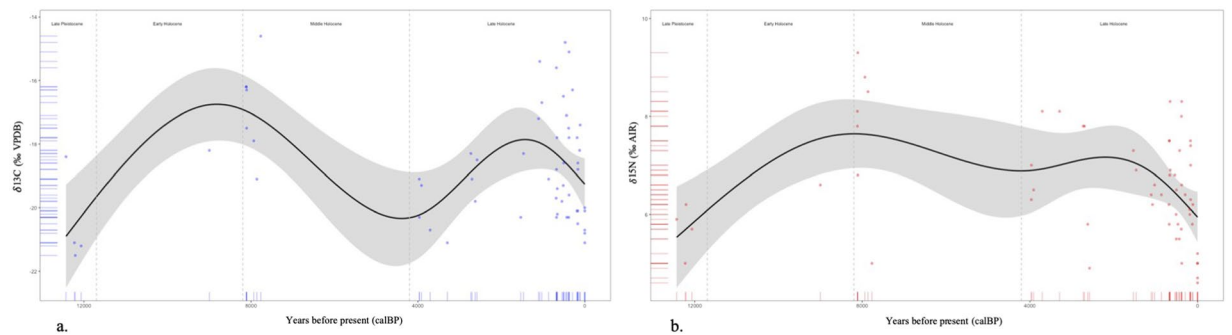 Late Pleistocene Early Holocene Middle Holocene Late Holocene
-14
-16
-18
-20
-22
δ13C (‰ VPDB)
12000 8000 4000 0
Years before present (calBP)
a.
Late Pleistocene Early Holocene Middle Holocene Late Holocene
10
8
6
δ15N (‰ AIR)
12000 8000 4000 0
Years before present (calBP)
b.